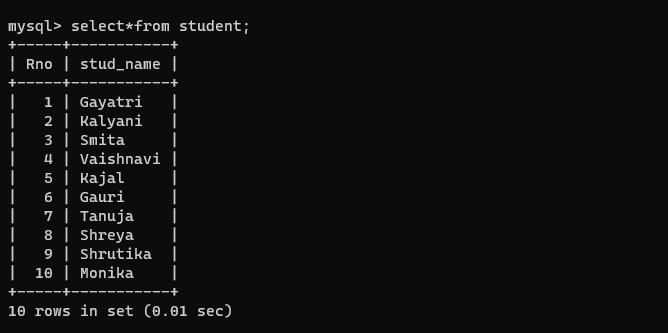 mysql> select*from student;
+-----+-----------+
| Rno | stud_name |
+-----+-----------+
|   1 | Gayatri   |
|   2 | Kalyani   |
|   3 | Smita     |
|   4 | Vaishnavi |
|   5 | Kajal     |
|   6 | Gauri     |
|   7 | Tanuja    |
|   8 | Shreya    |
|   9 | Shrutika  |
|  10 | Monika    |
+-----+-----------+
10 rows in set (0.01 sec)